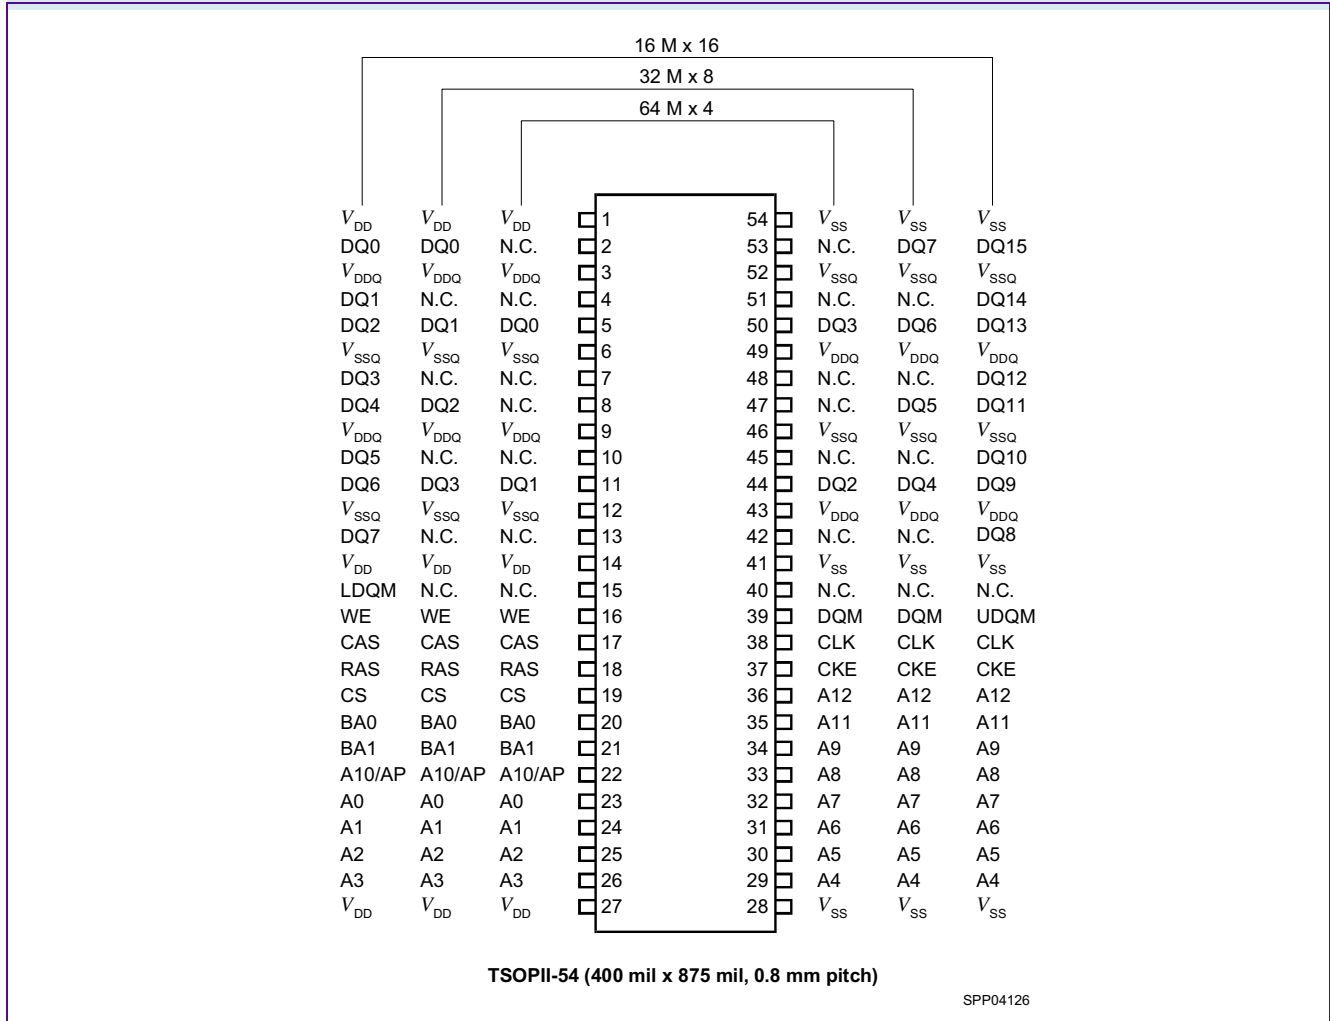 16 M x 16
32 M x 8
64 M x 4
VDD VDD VDD 1 54 VSS VSS VSS
DQ0 DQ0 N.C. 2 53 N.C. DQ7 DQ15
VDDQ VDDQ VDDQ 3 52 VSSQ VSSQ VSSQ
DQ1 N.C. N.C. 4 51 N.C. N.C. DQ14
DQ2 DQ1 DQ0 5 50 DQ3 DQ6 DQ13
VSSQ VSSQ VSSQ 6 49 VDDQ VDDQ VDDQ
DQ3 N.C. N.C. 7 48 N.C. N.C. DQ12
DQ4 DQ2 N.C. 8 47 N.C. DQ5 DQ11
VDDQ VDDQ VDDQ 9 46 VSSQ VSSQ VSSQ
DQ5 N.C. N.C. 10 45 N.C. N.C. DQ10
DQ6 DQ3 DQ1 11 44 DQ2 DQ4 DQ9
VSSQ VSSQ VSSQ 12 43 VDDQ VDDQ VDDQ
DQ7 N.C. N.C. 13 42 N.C. N.C. DQ8
VDD VDD VDD 14 41 VSS VSS VSS
LDQM N.C. N.C. 15 40 N.C. N.C. N.C.
WE WE WE 16 39 DQM DQM UDQM
CAS CAS CAS 17 38 CLK CLK CLK
RAS RAS RAS 18 37 CKE CKE CKE
CS CS CS 19 36 A12 A12 A12
BA0 BA0 BA0 20 35 A11 A11 A11
BA1 BA1 BA1 21 34 A9 A9 A9
A10/AP A10/AP A10/AP 22 33 A8 A8 A8
A0 A0 A0 23 32 A7 A7 A7
A1 A1 A1 24 31 A6 A6 A6
A2 A2 A2 25 30 A5 A5 A5
A3 A3 A3 26 29 A4 A4 A4
VDD VDD VDD 27 28 VSS VSS VSS
TSOPII-54 (400 mil x 875 mil, 0.8 mm pitch)
SPP04126